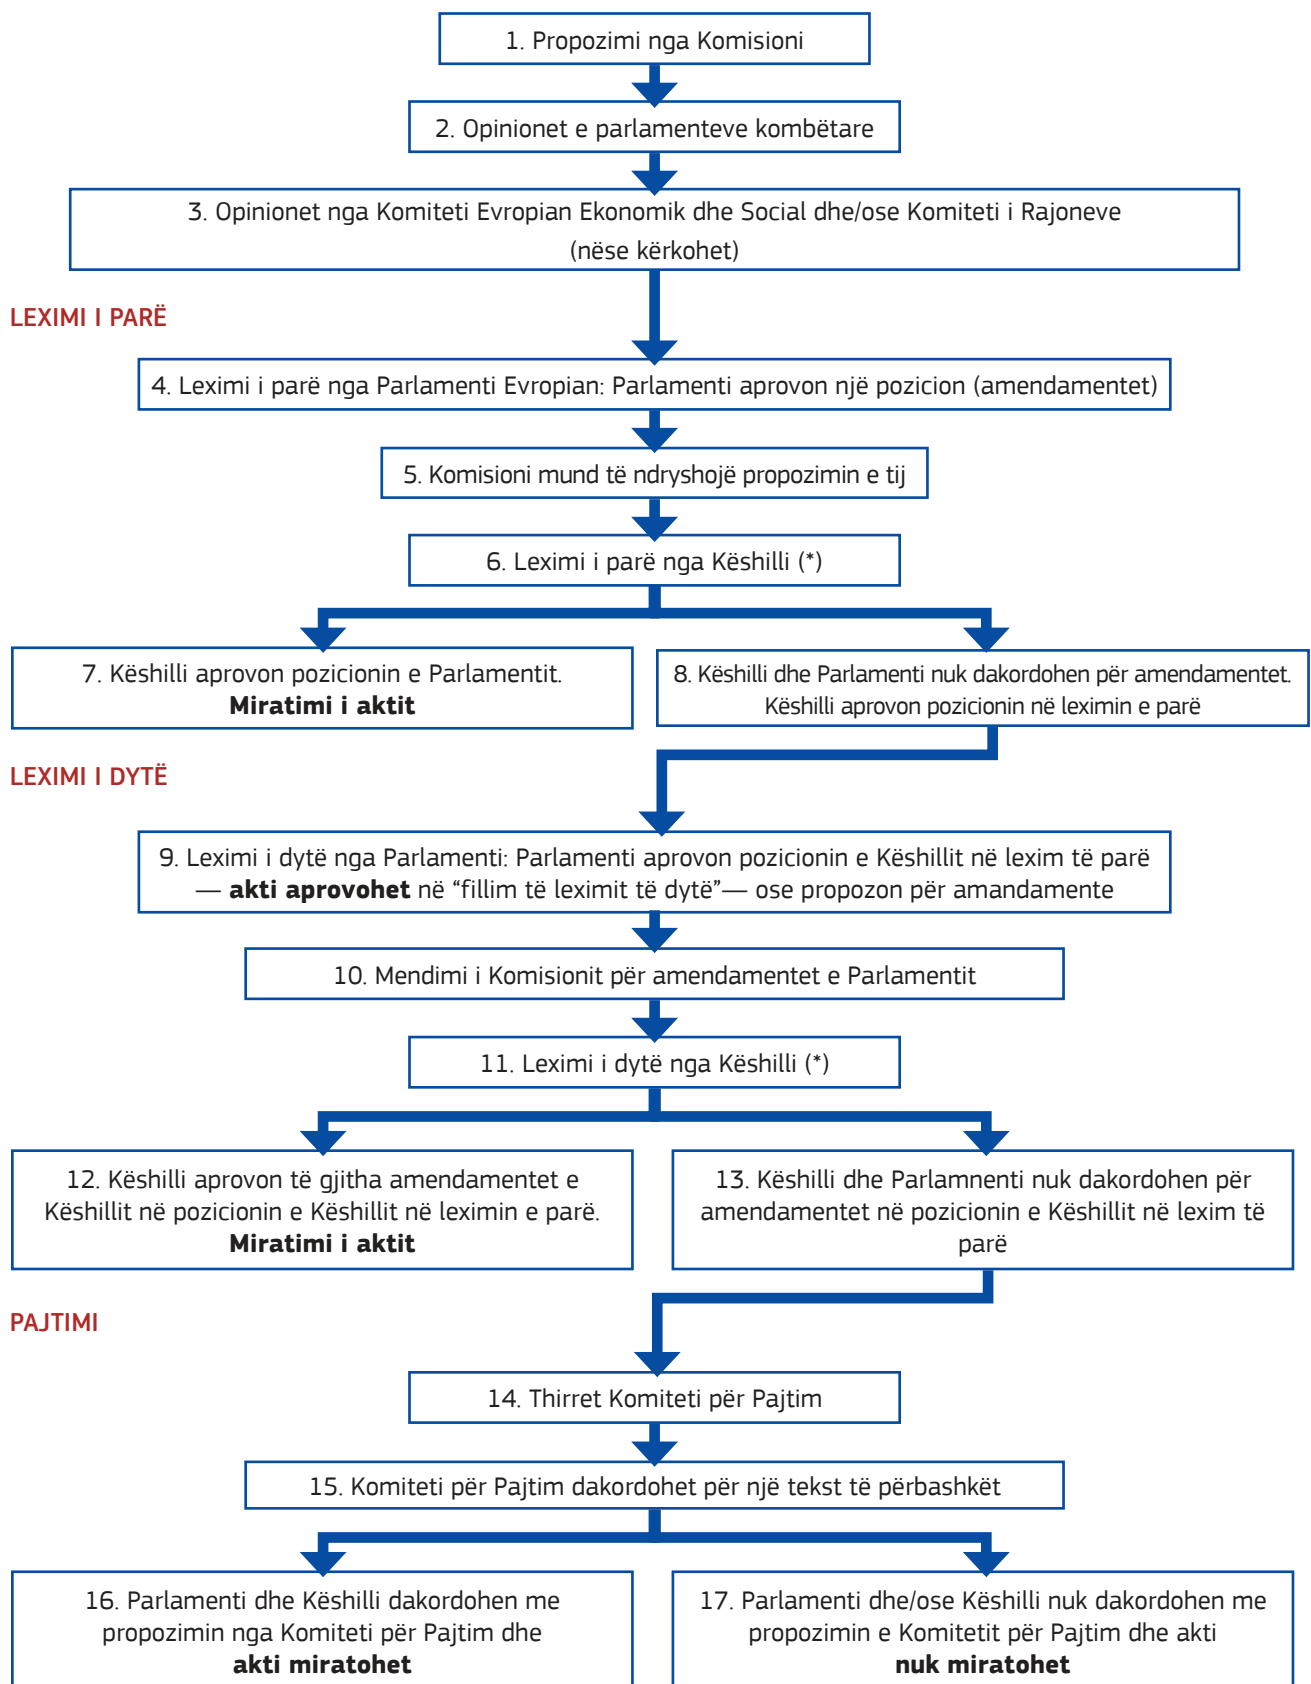 1. Propozimi nga Komisioni
2. Opinionet e parlamenteve kombëtare
3. Opinionet nga Komiteti Evropian Ekonomik dhe Social dhe/ose Komiteti i Rajoneve
(nëse kërkohet)
LEXIMI I PARË
4. Leximi i parë nga Parlamenti Evropian: Parlamenti aprovon një pozicion (amendamentet)
5. Komisioni mund të ndryshojë propozimin e tij
6. Leximi i parë nga Këshilli (*)
7. Këshilli aprovon pozicionin e Parlamentit.
Miratimi i aktit
8. Këshilli dhe Parlamenti nuk dakordohen për amendamentet.
Këshilli aprovon pozicionin në leximin e parë
LEXIMI I DYTË
9. Leximi i dytë nga Parlamenti: Parlamenti aprovon pozicionin e Këshillit në lexim të parë
— akti aprovohet në “fillim të leximit të dytë”— ose propozon për amandamente
10. Mendimi i Komisionit për amendamentet e Parlamentit
11. Leximi i dytë nga Këshilli (*)
12. Këshilli aprovon të gjitha amendamentet e
Këshillit në pozicionin e Këshillit në leximin e parë.
Miratimi i aktit
13. Këshilli dhe Parlamnenti nuk dakordohen për
amendamentet në pozicionin e Këshillit në lexim të
parë
PAJTIMI
14. Thirret Komiteti për Pajtim
15. Komiteti për Pajtim dakordohet për një tekst të përbashkët
16. Parlamenti dhe Këshilli dakordohen me
propozimin nga Komiteti për Pajtim dhe
akti miratohet
17. Parlamenti dhe/ose Këshilli nuk dakordohen me
propozimin e Komitetit për Pajtim dhe akti
nuk miratohet